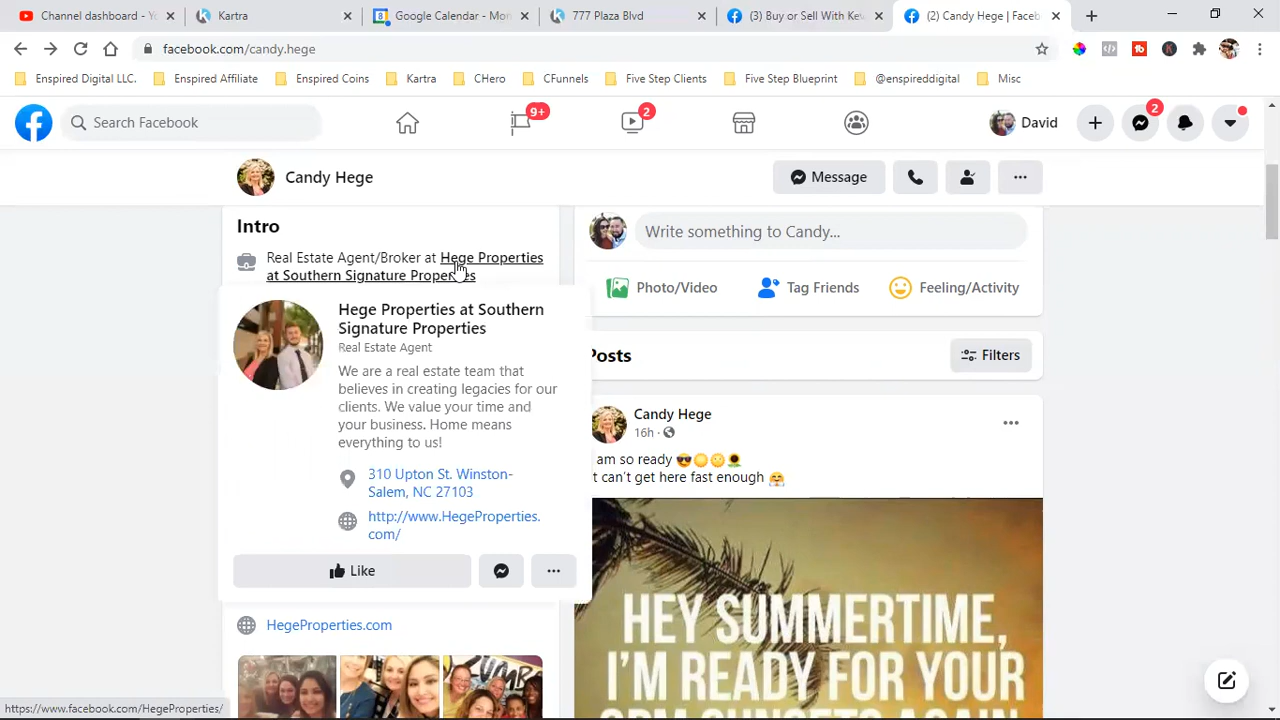 Channel dashboard - Y
Kartra
Google Calendar - Mon
777 Plaza Blvd
(3) Buy or Sell With Ke
(2) Candy Hege | Faceb
facebook.com/candy.hege
Enspired Digital LLC.
Enspired Affiliate
Enspired Coins
Kartra
CHero
CFunnels
Five Step Clients
Five Step Blueprint
@enspireddigital
Misc
Search Facebook
9+
2
David
2
Candy Hege
Message
Intro
Real Estate Agent/Broker at Hege Properties
at Southern Signature Properties
Hege Properties at Southern
Signature Properties
Real Estate Agent
We are a real estate team that
believes in creating legacies for our
clients. We value your time and
your business. Home means
everything to us!
310 Upton St. Winston-
Salem, NC 27103
http://www.HegeProperties.
com/
Like
HegeProperties.com
Write something to Candy...
Photo/Video
Tag Friends
Feeling/Activity
Posts
Filters
Candy Hege
16h
am so ready 😎🌝🌝🌻
t can't get here fast enough 🤗
HEY SUMMERTIME,
I'M READY FOR YOUR
8PM SUNSETS AGAIN
https://www.facebook.com/HegeProperties/